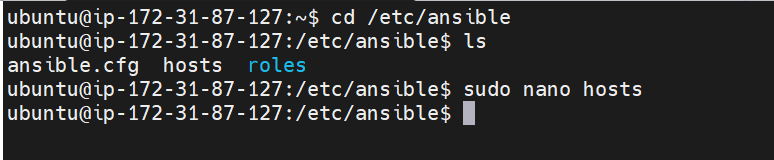 ubuntu@ip-172-31-87-127:~$ cd /etc/ansible
ubuntu@ip-172-31-87-127:/etc/ansible$ ls
ansible.cfg  hosts  roles
ubuntu@ip-172-31-87-127:/etc/ansible$ sudo nano hosts
ubuntu@ip-172-31-87-127:/etc/ansible$